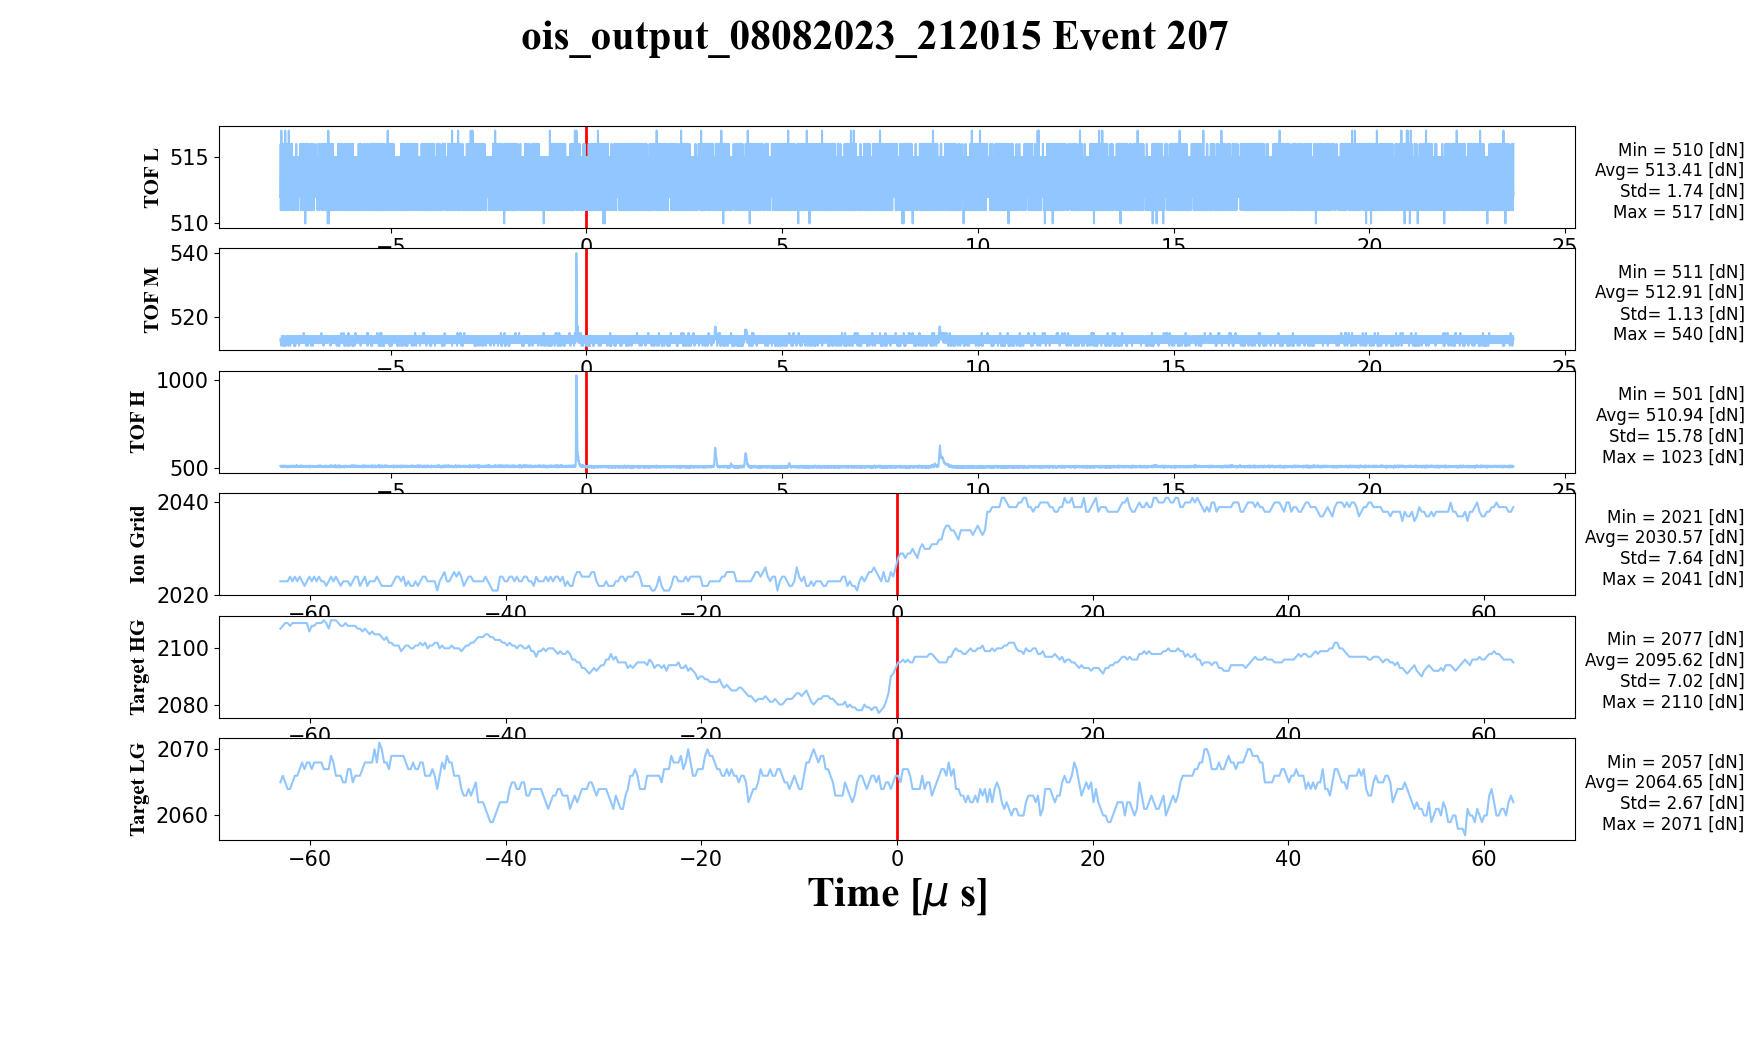 ois_output_08082023_212015 Event 207
TOF L
515
510
−5
0
5
10
15
20
25
Min = 510 [dN]
Avg= 513.41 [dN]
Std= 1.74 [dN]
Max = 517 [dN]
TOF M
540
520
−5
0
5
10
15
20
25
Min = 511 [dN]
Avg= 512.91 [dN]
Std= 1.13 [dN]
Max = 540 [dN]
TOF H
1000
500
−5
0
5
10
15
20
25
Min = 501 [dN]
Avg= 510.94 [dN]
Std= 15.78 [dN]
Max = 1023 [dN]
Ion Grid
2040
2020
−60
−40
−20
0
20
40
60
Min = 2021 [dN]
Avg= 2030.57 [dN]
Std= 7.64 [dN]
Max = 2041 [dN]
Target HG
2100
2080
−60
−40
−20
0
20
40
60
Min = 2077 [dN]
Avg= 2095.62 [dN]
Std= 7.02 [dN]
Max = 2110 [dN]
Target LG
2070
2060
−60
−40
−20
0
20
40
60
Min = 2057 [dN]
Avg= 2064.65 [dN]
Std= 2.67 [dN]
Max = 2071 [dN]
Time [μ s]